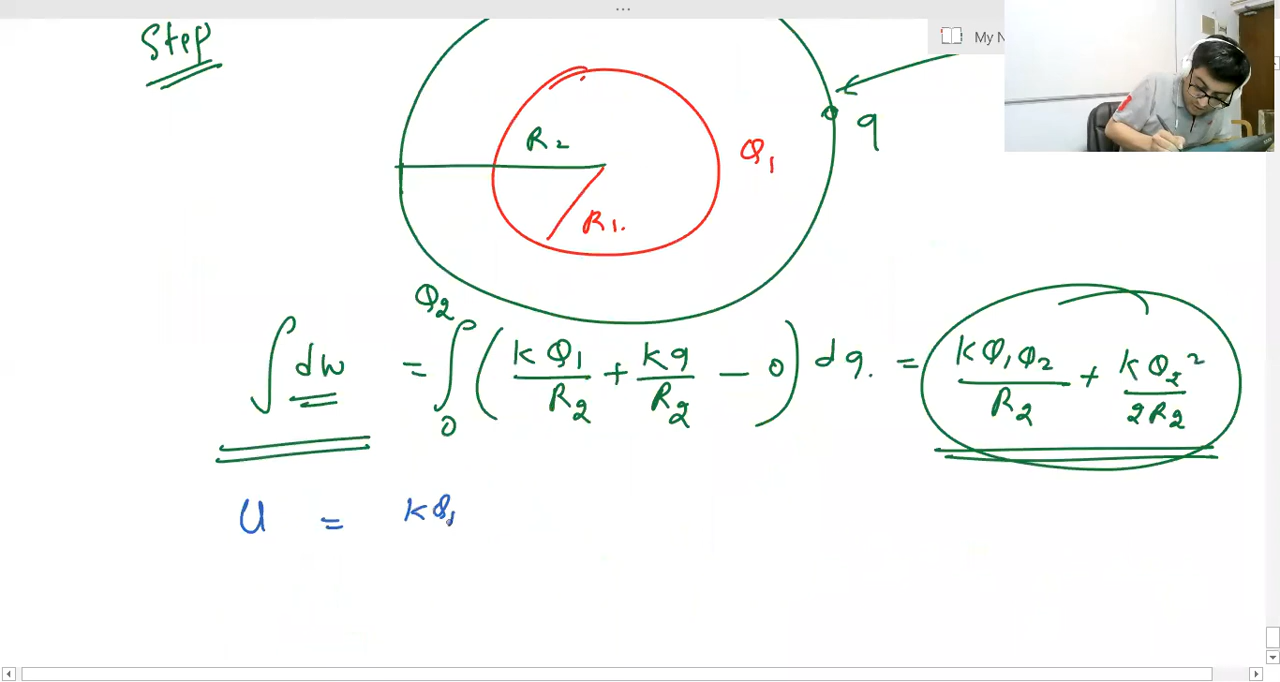 Step
My N
R2
q
Q1
R1.
∫dw = ∫₀^Q2 (KQ1/R2 + Kq/R2 − 0) dq. = KQ1Q2/R2 + KQ2²/2R2
U = KQ1